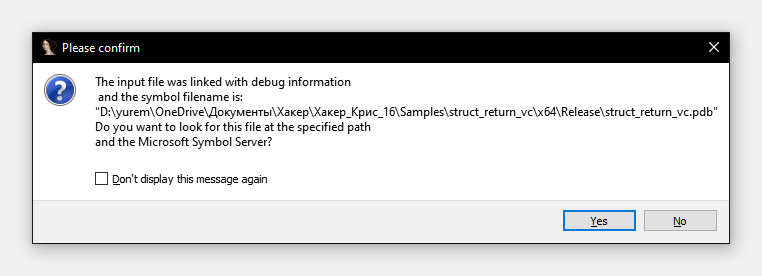 Please confirm
The input file was linked with debug information
and the symbol filename is:
"D:\yurem\OneDrive\Документы\Хакер\Хакер_Крис_16\Samples\struct_return_vc\x64\Release\struct_return_vc.pdb"
Do you want to look for this file at the specified path
and the Microsoft Symbol Server?
Don't display this message again
Yes No